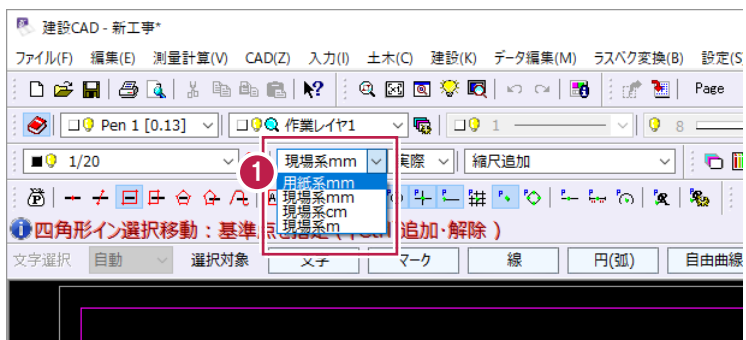 建設CAD - 新工事*
ファイル(F) 編集(E) 測量計算(V) CAD(Z) 入力(I) 土木(C) 建設(K) データ編集(M) ラスベク変換(B) 設定(S
Page
Pen 1 [0.13] 作業レイヤ1 1 8
1/20 現場系mm 実際 縮尺追加
1
用紙系mm
現場系mm
現場系cm
現場系m
四角形イン選択移動：基準点を指定 ( 追加・解除 )
文字選択 自動 選択対象 文字 マーク 線 円(弧) 自由曲線